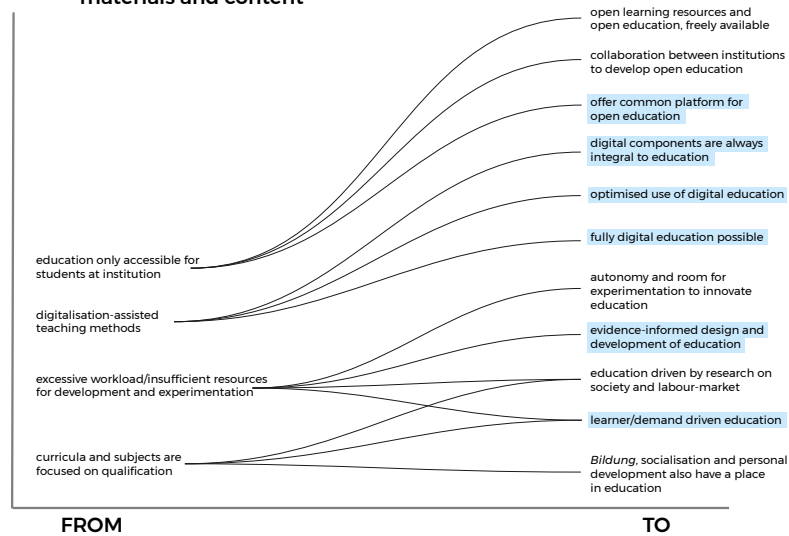 materials and content
open learning resources and
open education, freely available
collaboration between institutions
to develop open education
offer common platform for
open education
digital components are always
integral to education
optimised use of digital education
fully digital education possible
autonomy and room for
experimentation to innovate
education
evidence-informed design and
development of education
education driven by research on
society and labour-market
learner/demand driven education
Bildung, socialisation and personal
development also have a place
in education
education only accessible for
students at institution
digitalisation-assisted
teaching methods
excessive workload/insufficient resources
for development and experimentation
curricula and subjects are
focused on qualification
FROM
TO